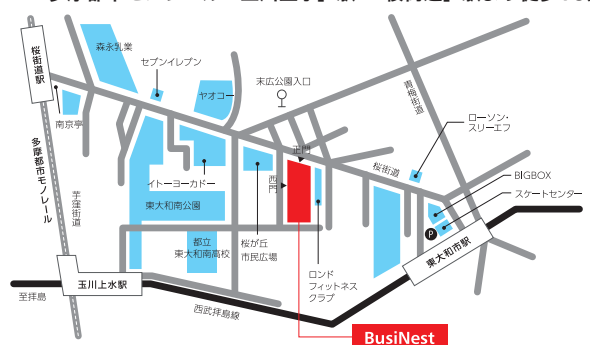 森永乳業
セブンイレブン
ヤオコー
末広公園入口
青梅街道
桜街道駅
南京亭
多摩都市モノレール
芋窪街道
イトーヨーカドー
東大和南公園
都立
東大和南高校
桜が丘
市民広場
正門
西門
ロンド
フィットネス
クラブ
桜街道
ローソン・
スリーエフ
BIGBOX
スケートセンター
P
東大和市駅
玉川上水駅
至拝島
西武拝島線
BusiNest